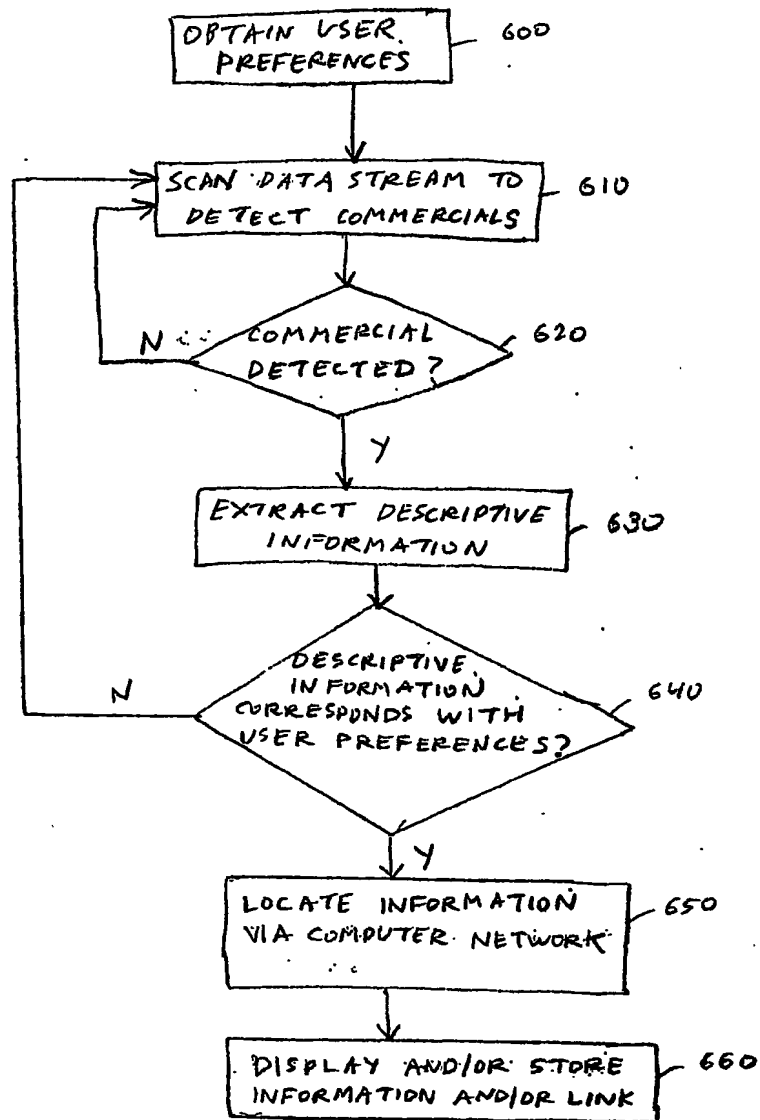 OBTAIN USER
PREFERENCES
600
SCAN DATA STREAM TO
DETECT COMMERCIALS
610
N
COMMERCIAL
DETECTED?
620
Y
EXTRACT DESCRIPTIVE
INFORMATION
630
DESCRIPTIVE
INFORMATION
CORRESPONDS WITH
USER PREFERENCES?
640
N
Y
LOCATE INFORMATION
VIA COMPUTER NETWORK
650
DISPLAY AND/OR STORE
INFORMATION AND/OR LINK
660